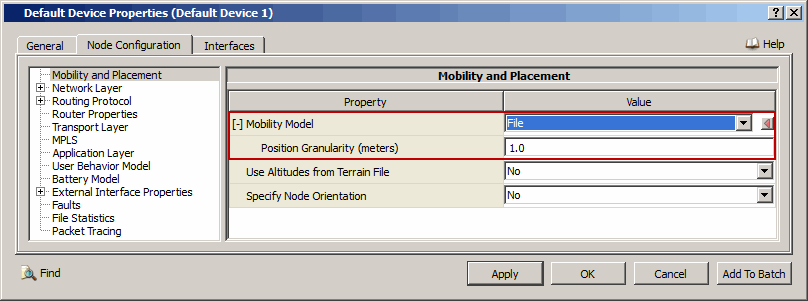 Default Device Properties (Default Device 1)
General
Node Configuration
Interfaces
Help
Mobility and Placement
Network Layer
Routing Protocol
Router Properties
Transport Layer
MPLS
Application Layer
User Behavior Model
Battery Model
External Interface Properties
Faults
File Statistics
Packet Tracing
Mobility and Placement
Property Value
[-] Mobility Model File
Position Granularity (meters) 1.0
Use Altitudes from Terrain File No
Specify Node Orientation No
Find
Apply
OK
Cancel
Add To Batch